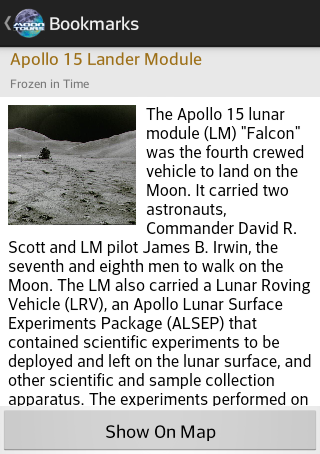 MOON
TOURS
Bookmarks
Apollo 15 Lander Module
Frozen in Time
The Apollo 15 lunar
module (LM) "Falcon"
was the fourth crewed
vehicle to land on the
Moon. It carried two
astronauts,
Commander David R.
Scott and LM pilot James B. Irwin, the
seventh and eighth men to walk on the
Moon. The LM also carried a Lunar Roving
Vehicle (LRV), an Apollo Lunar Surface
Experiments Package (ALSEP) that
contained scientific experiments to be
deployed and left on the lunar surface, and
other scientific and sample collection
apparatus. The experiments performed on
Show On Map